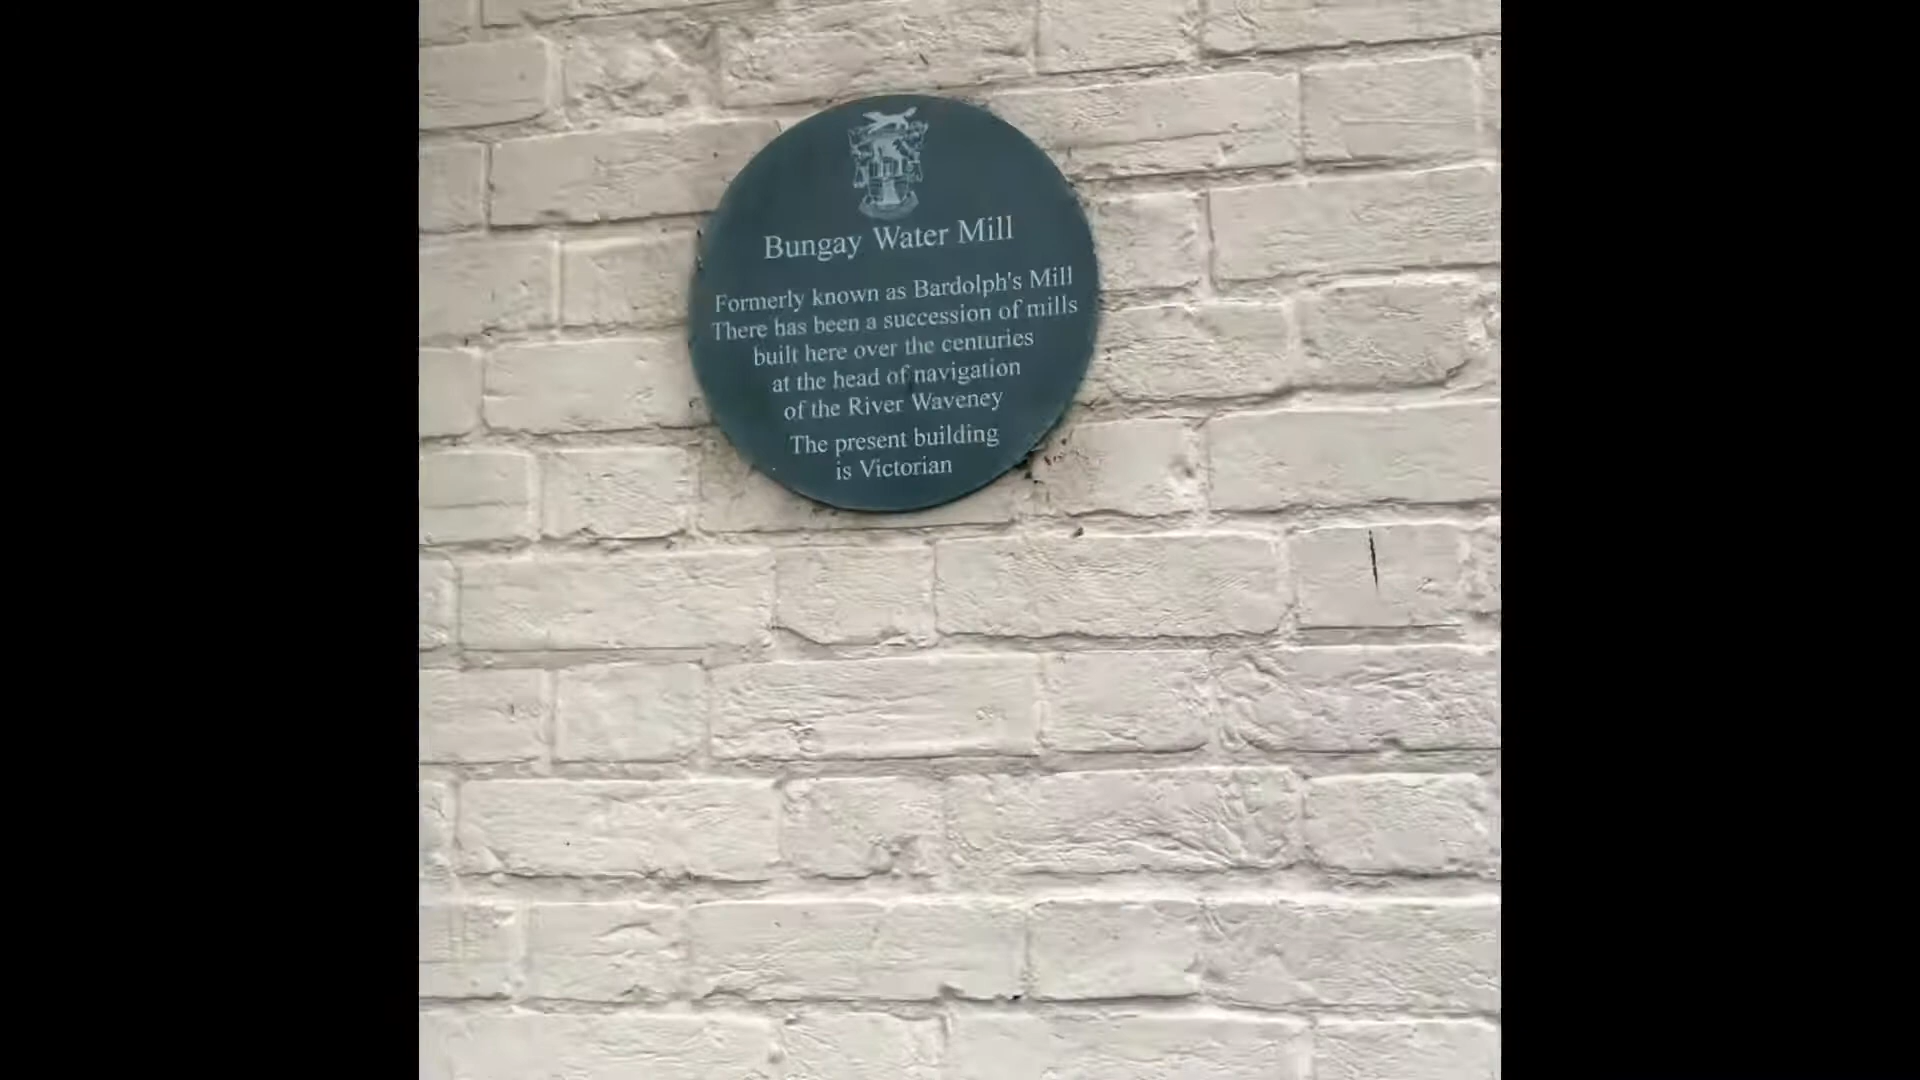 Bungay Water Mill
Formerly known as Bardolph's Mill
There has been a succession of mills
built here over the centuries
at the head of navigation
of the River Waveney
The present building
is Victorian